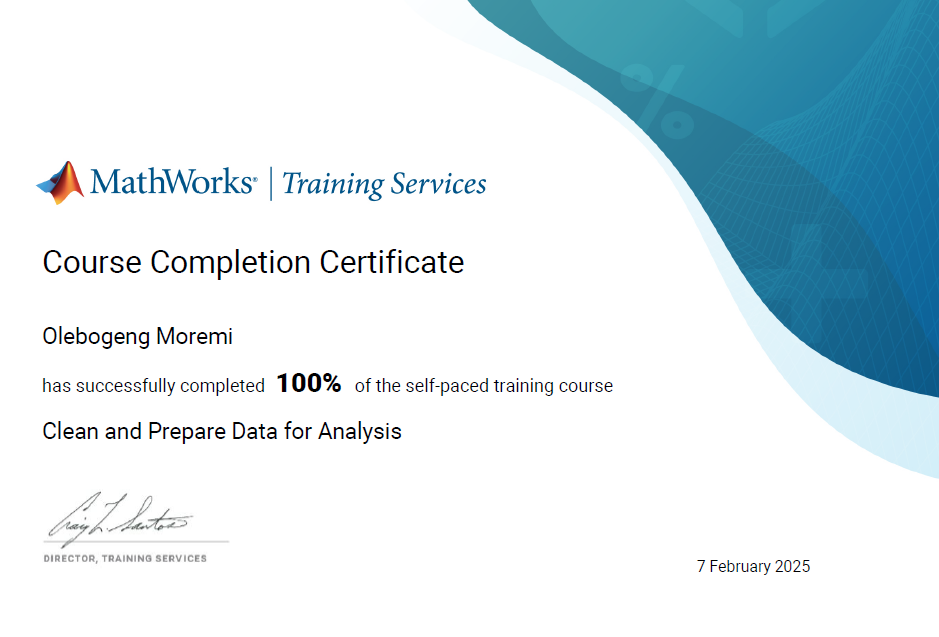 MathWorks® | Training Services
Course Completion Certificate
Olebogeng Moremi
has successfully completed 100% of the self-paced training course
Clean and Prepare Data for Analysis
Craig L. Santos
DIRECTOR, TRAINING SERVICES
7 February 2025